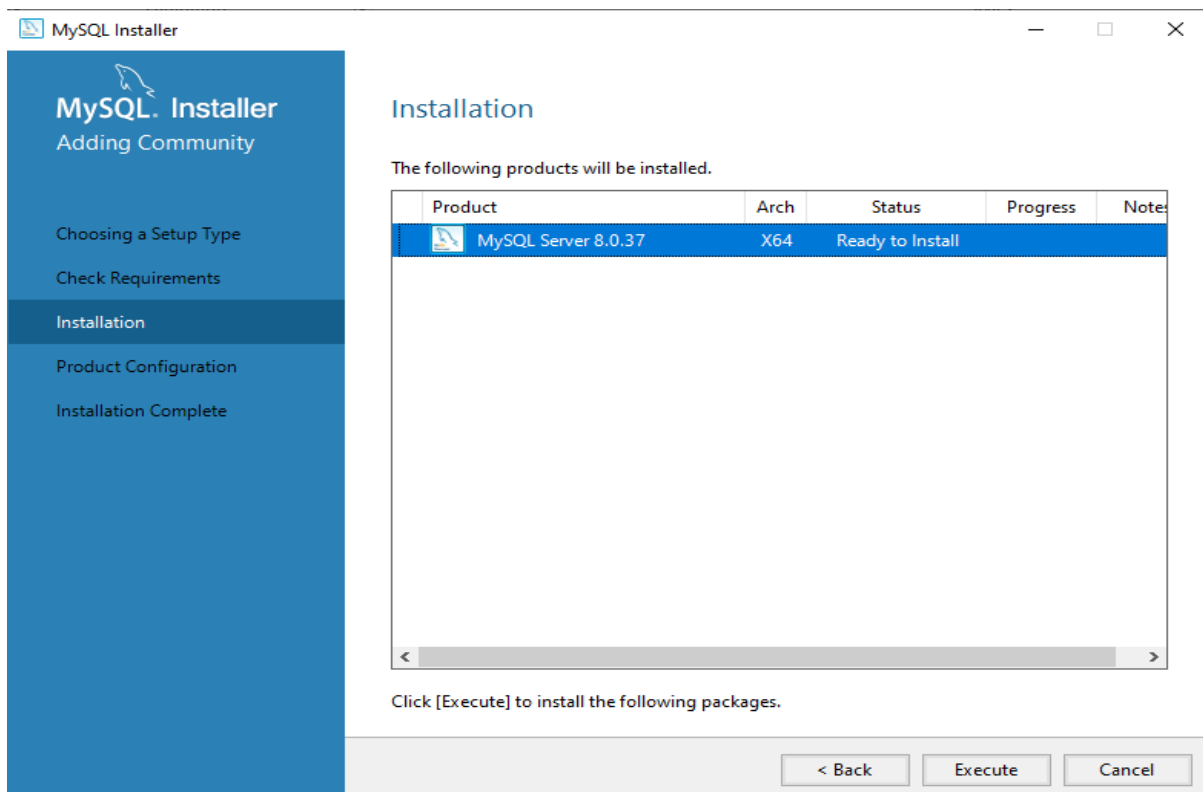 MySQL Installer
MySQL. Installer
Adding Community
Choosing a Setup Type
Check Requirements
Installation
Product Configuration
Installation Complete
Installation
The following products will be installed.
Product Arch Status Progress Notes
MySQL Server 8.0.37 X64 Ready to Install
Click [Execute] to install the following packages.
< Back Execute Cancel